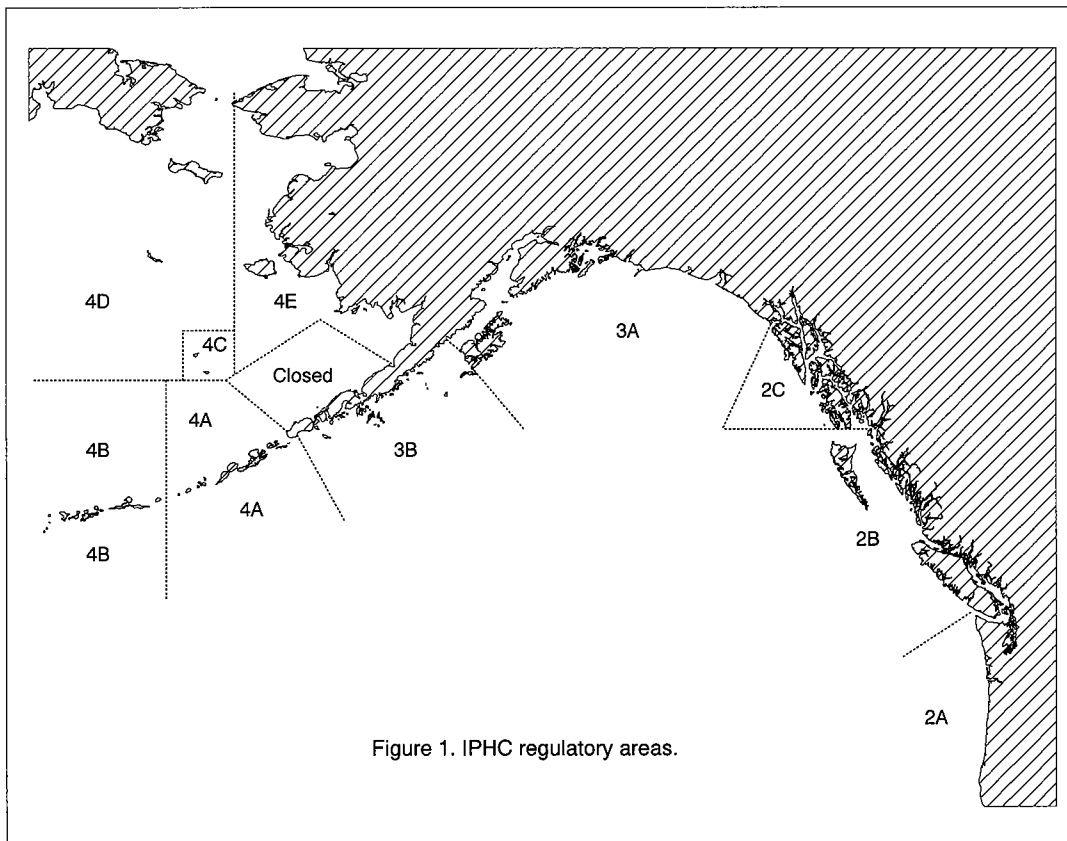 4D
4E
4C
3A
Closed
2C
4A
4B
3B
4A
2B
4B
2A
Figure 1. IPHC regulatory areas.